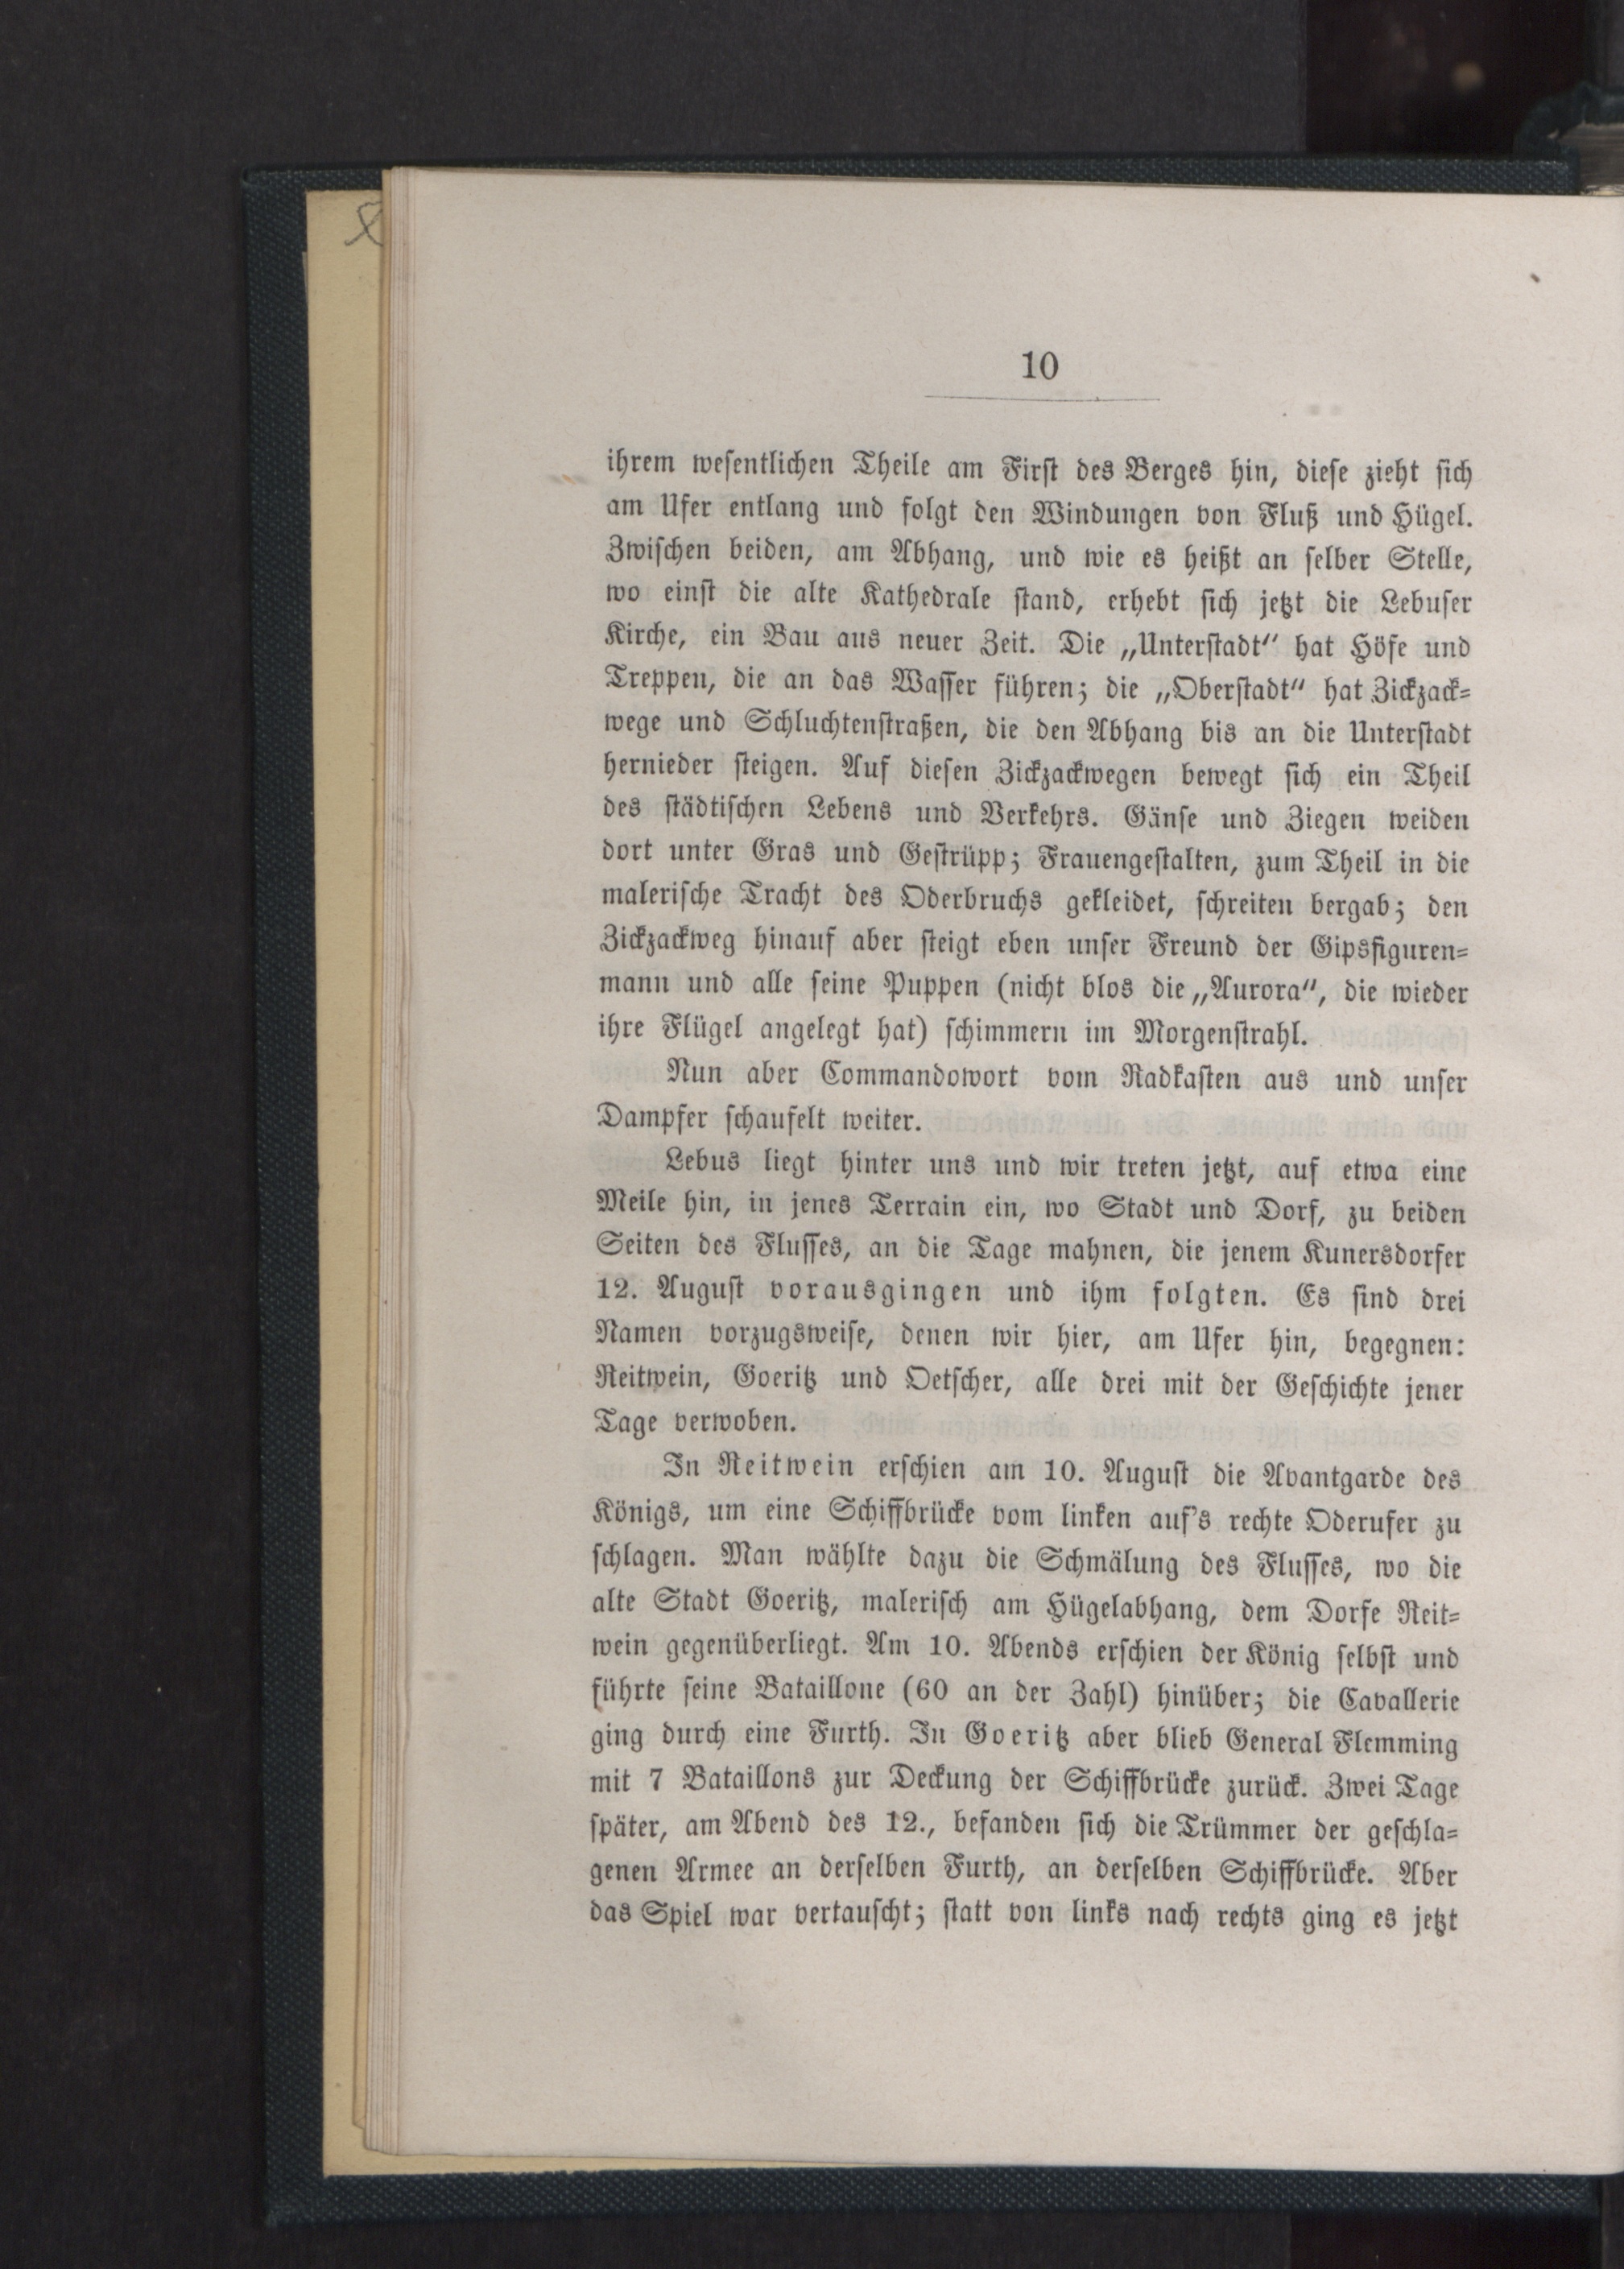 10
ihrem wesentlichen Theile am First des Berges hin, diese zieht sich
am Ufer entlang und folgt den Windungen von Fluß und Hügel.
Zwischen beiden, am Abhang, und wie es heißt an selber Stelle,
wo einst die alte Kathedrale stand, erhebt sich jetzt die Lebuser
Kirche, ein Bau aus neuer Zeit. Die „Unterstadt“ hat Höfe und
Treppen, die an das Wasser führen; die „Oberstadt“ hat Zickzack-
wege und Schluchtenstraßen, die den Abhang bis an die Unterstadt
hernieder steigen. Auf diesen Zickzackwegen bewegt sich ein Theil
des städtischen Lebens und Verkehrs. Gänse und Ziegen weiden
dort unter Gras und Gestrüpp; Frauengestalten, zum Theil in die
malerische Tracht des Oderbruchs gekleidet, schreiten bergab; den
Zickzackweg hinauf aber steigt eben unser Freund der Gipsfiguren-
mann und alle seine Puppen (nicht blos die „Aurora“, die wieder
ihre Flügel angelegt hat) schimmern im Morgenstrahl.
Nun aber Commandowort vom Radkasten aus und unser
Dampfer schaufelt weiter.
Lebus liegt hinter uns und wir treten jetzt, auf etwa eine
Meile hin, in jenes Terrain ein, wo Stadt und Dorf, zu beiden
Seiten des Flusses, an die Tage mahnen, die jenem Kunersdorfer
12. August vorausgingen und ihm folgten. Es sind drei
Namen vorzugsweise, denen wir hier, am Ufer hin, begegnen:
Reitwein, Goeritz und Oetscher, alle drei mit der Geschichte jener
Tage verwoben.
In Reitwein erschien am 10. August die Avantgarde des
Königs, um eine Schiffbrücke vom linken auf's rechte Oderufer zu
schlagen. Man wählte dazu die Schmälung des Flusses, wo die
alte Stadt Goeritz, malerisch am Hügelabhang, dem Dorfe Reit-
wein gegenüberliegt. Am 10. Abends erschien der König selbst und
führte seine Bataillone (60 an der Zahl) hinüber; die Cavallerie
ging durch eine Furth. In Goeritz aber blieb General Flemming
mit 7 Bataillons zur Deckung der Schiffbrücke zurück. Zwei Tage
später, am Abend des 12., befanden sich die Trümmer der geschla-
genen Armee an derselben Furth, an derselben Schiffbrücke. Aber
das Spiel war vertauscht; statt von links nach rechts ging es jetzt